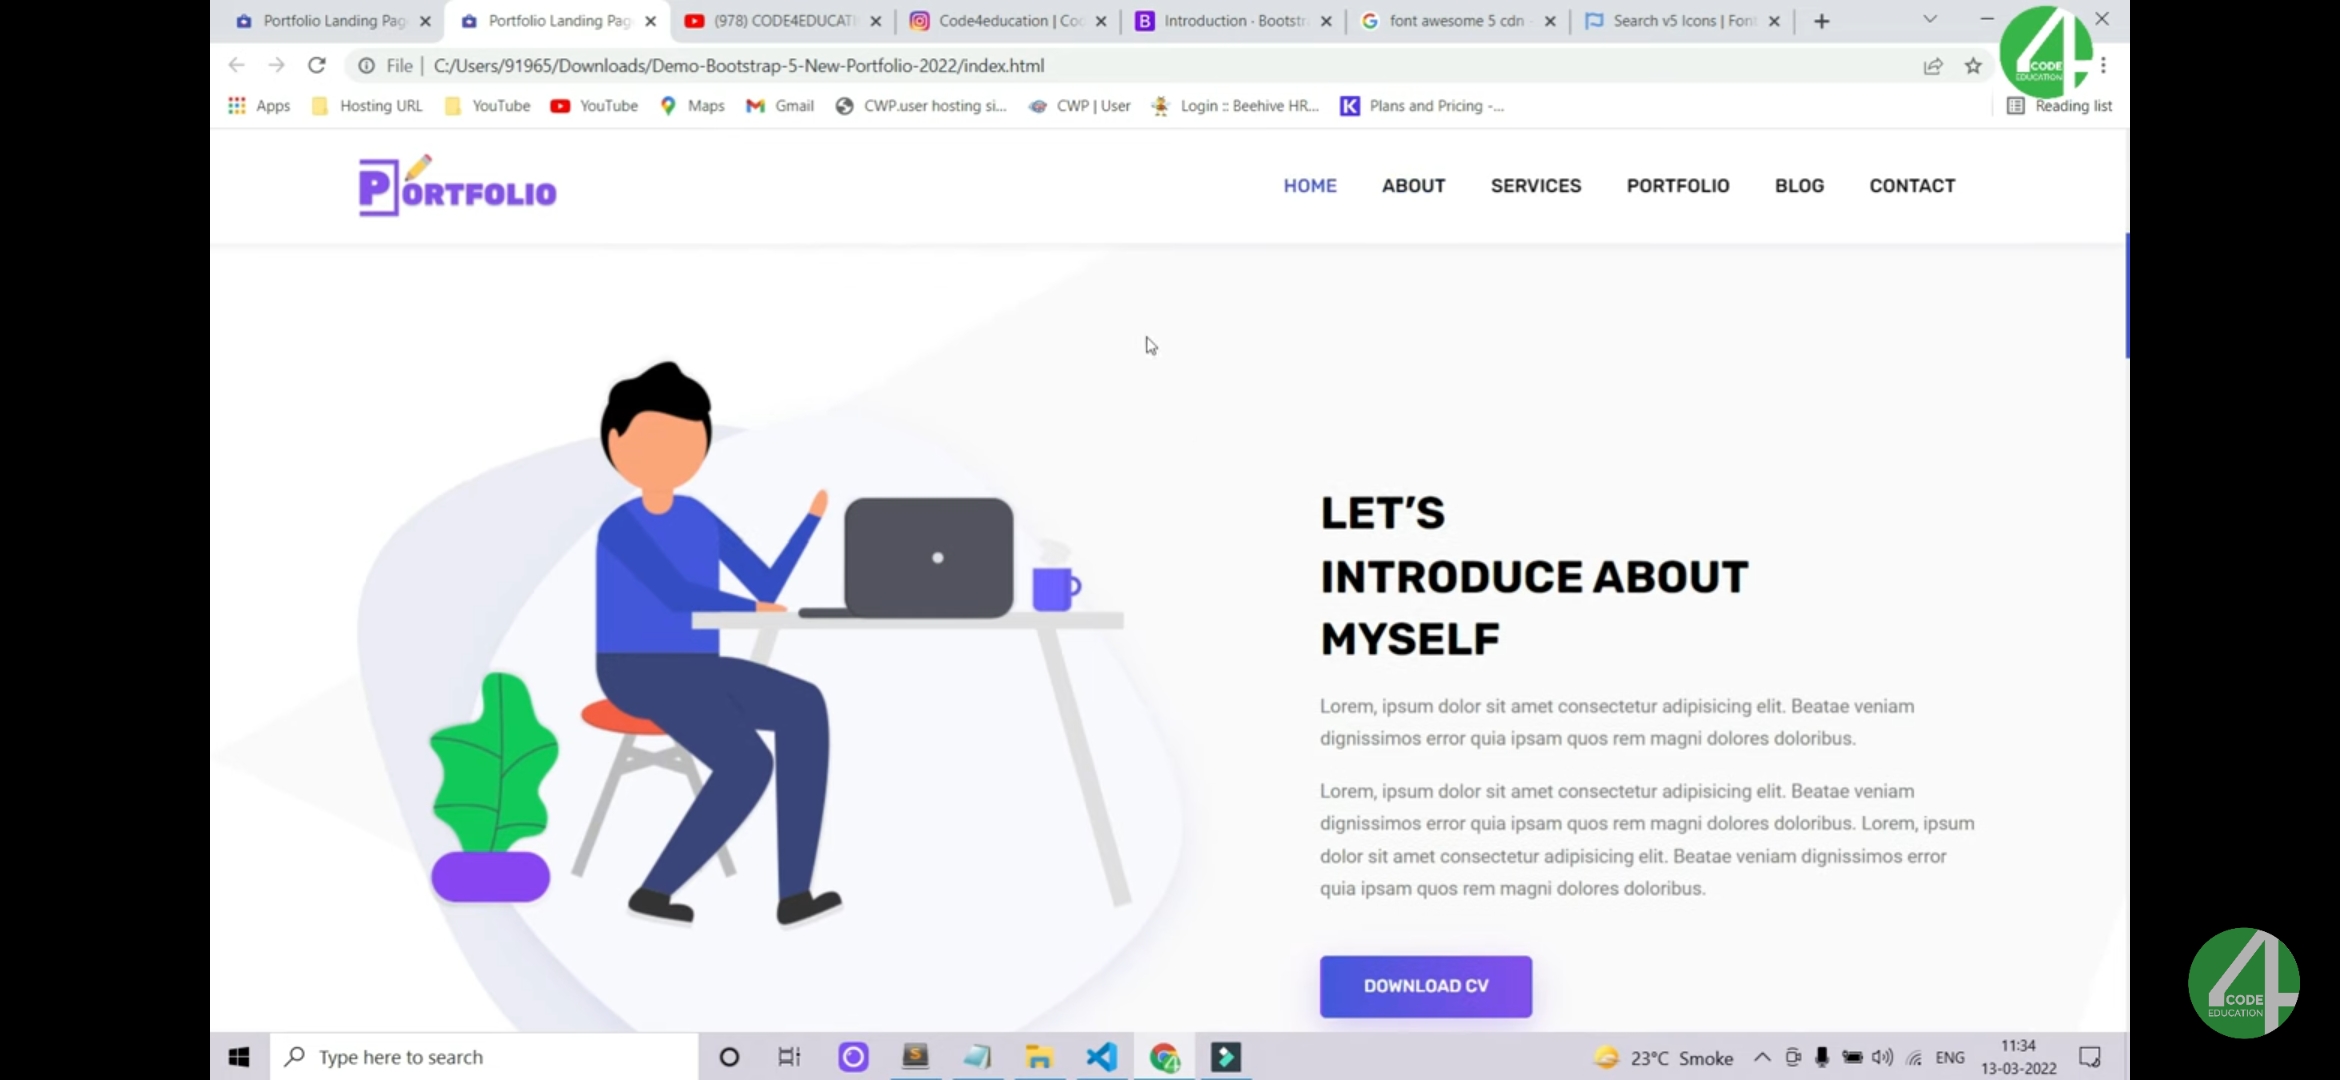 Portfolio Landing Pag
Portfolio Landing Pag
(978) CODE4EDUCATI
Code4education | Co
Introduction · Bootstr
font awesome 5 cdn
Search v5 Icons | Font
File | C:/Users/91965/Downloads/Demo-Bootstrap-5-New-Portfolio-2022/index.html
Apps
Hosting URL
YouTube
YouTube
Maps
Gmail
CWP.user hosting si...
CWP | User
Login :: Beehive HR...
Plans and Pricing -...
Reading list
4 CODE
EDUCATION
PORTFOLIO
HOME
ABOUT
SERVICES
PORTFOLIO
BLOG
CONTACT
LET’S
INTRODUCE ABOUT
MYSELF
Lorem, ipsum dolor sit amet consectetur adipisicing elit. Beatae veniam
dignissimos error quia ipsam quos rem magni dolores doloribus.
Lorem, ipsum dolor sit amet consectetur adipisicing elit. Beatae veniam
dignissimos error quia ipsam quos rem magni dolores doloribus. Lorem, ipsum
dolor sit amet consectetur adipisicing elit. Beatae veniam dignissimos error
quia ipsam quos rem magni dolores doloribus.
DOWNLOAD CV
4 CODE
EDUCATION
Type here to search
23°C Smoke
ENG
11:34
13-03-2022